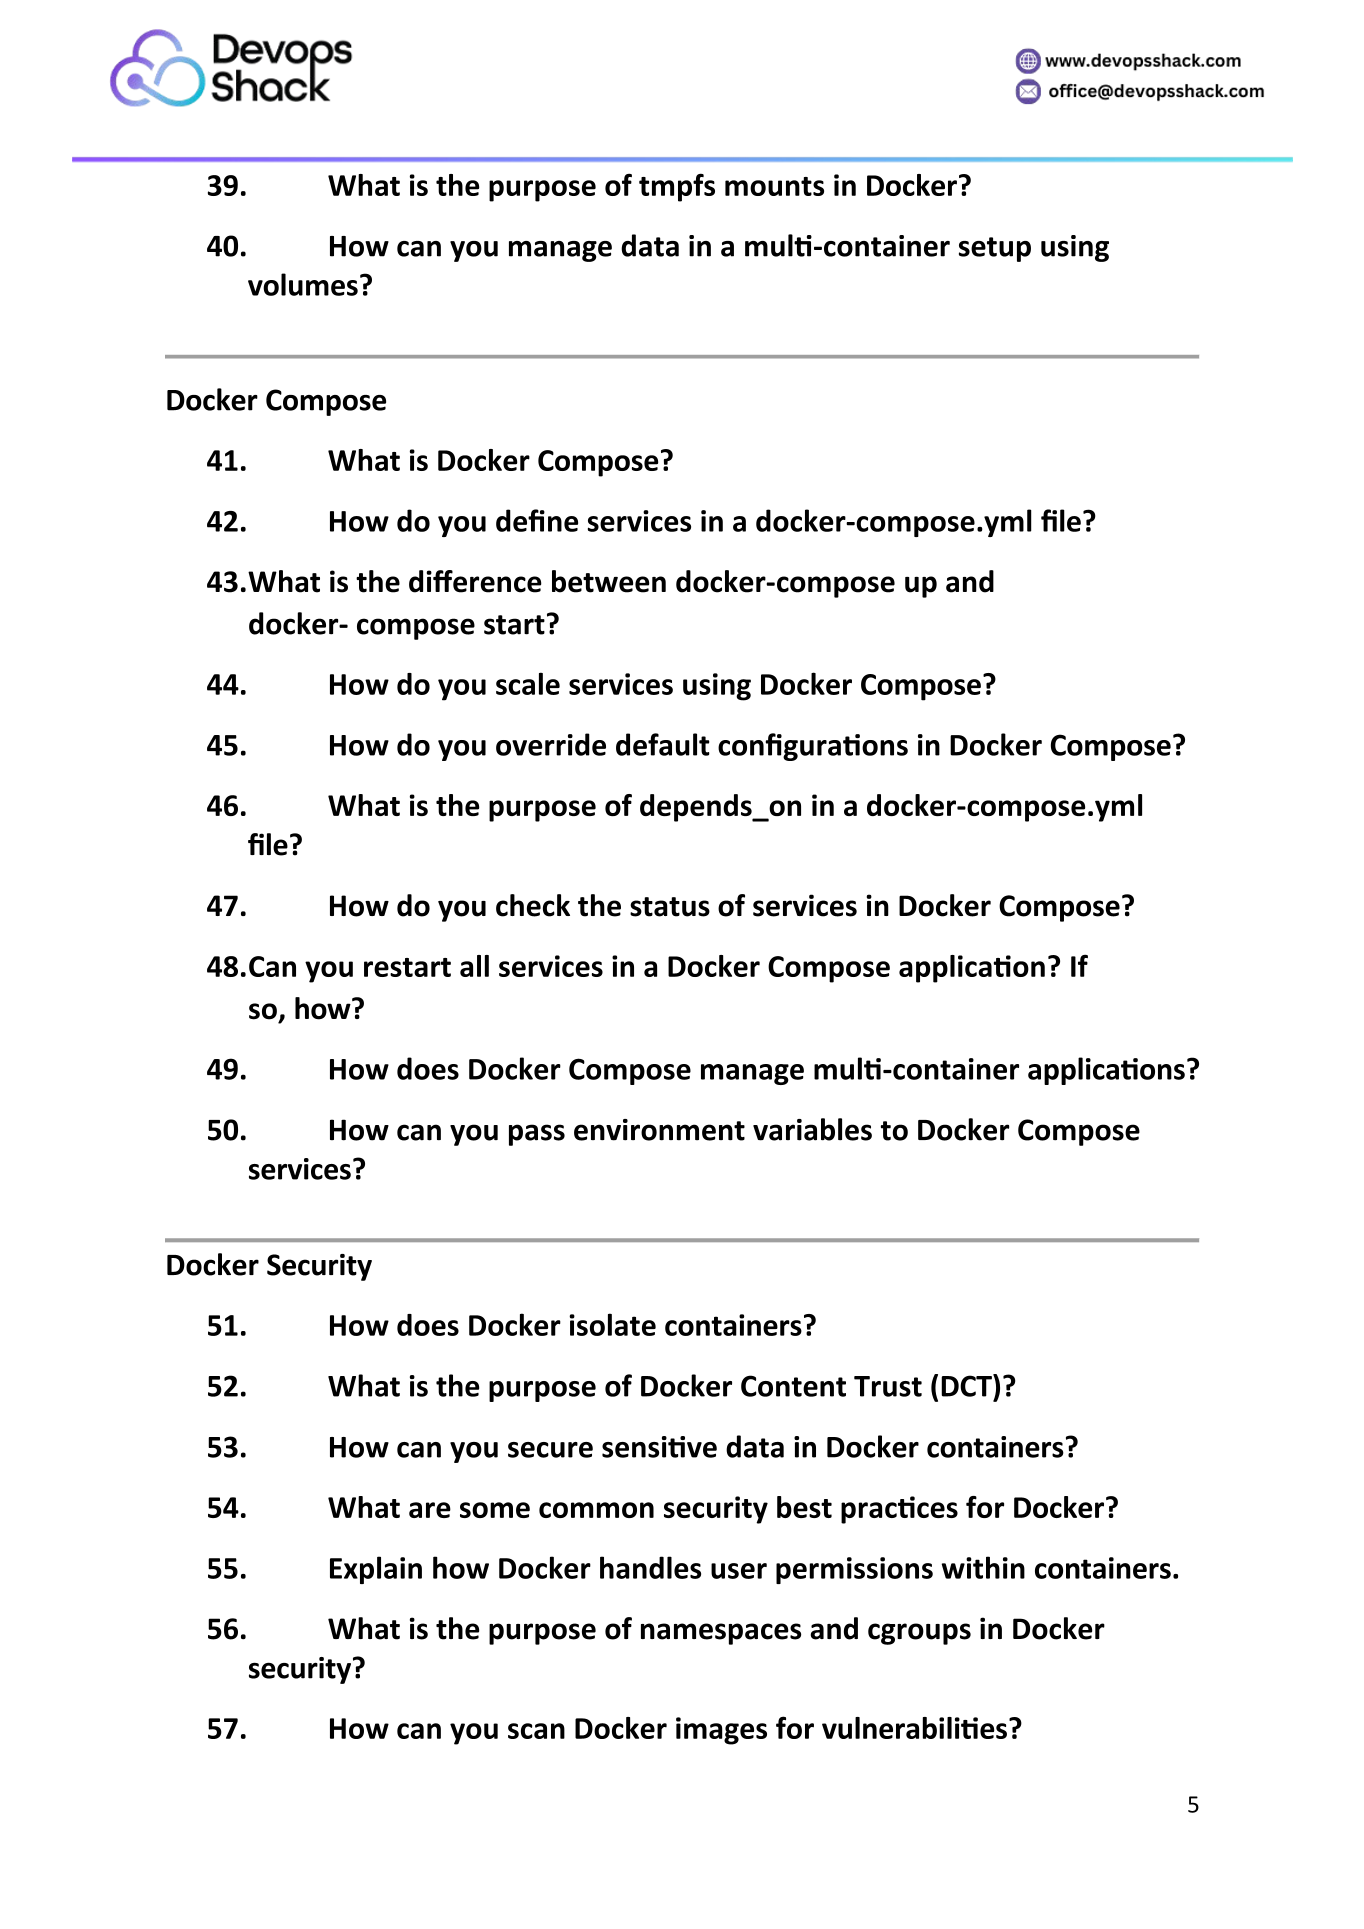 Devops
Shack
www.devopsshack.com
office@devopsshack.com
39. What is the purpose of tmpfs mounts in Docker?
40. How can you manage data in a multi-container setup using
volumes?
Docker Compose
41. What is Docker Compose?
42. How do you define services in a docker-compose.yml file?
43.What is the difference between docker-compose up and
docker- compose start?
44. How do you scale services using Docker Compose?
45. How do you override default configurations in Docker Compose?
46. What is the purpose of depends_on in a docker-compose.yml
file?
47. How do you check the status of services in Docker Compose?
48.Can you restart all services in a Docker Compose application? If
so, how?
49. How does Docker Compose manage multi-container applications?
50. How can you pass environment variables to Docker Compose
services?
Docker Security
51. How does Docker isolate containers?
52. What is the purpose of Docker Content Trust (DCT)?
53. How can you secure sensitive data in Docker containers?
54. What are some common security best practices for Docker?
55. Explain how Docker handles user permissions within containers.
56. What is the purpose of namespaces and cgroups in Docker
security?
57. How can you scan Docker images for vulnerabilities?
5